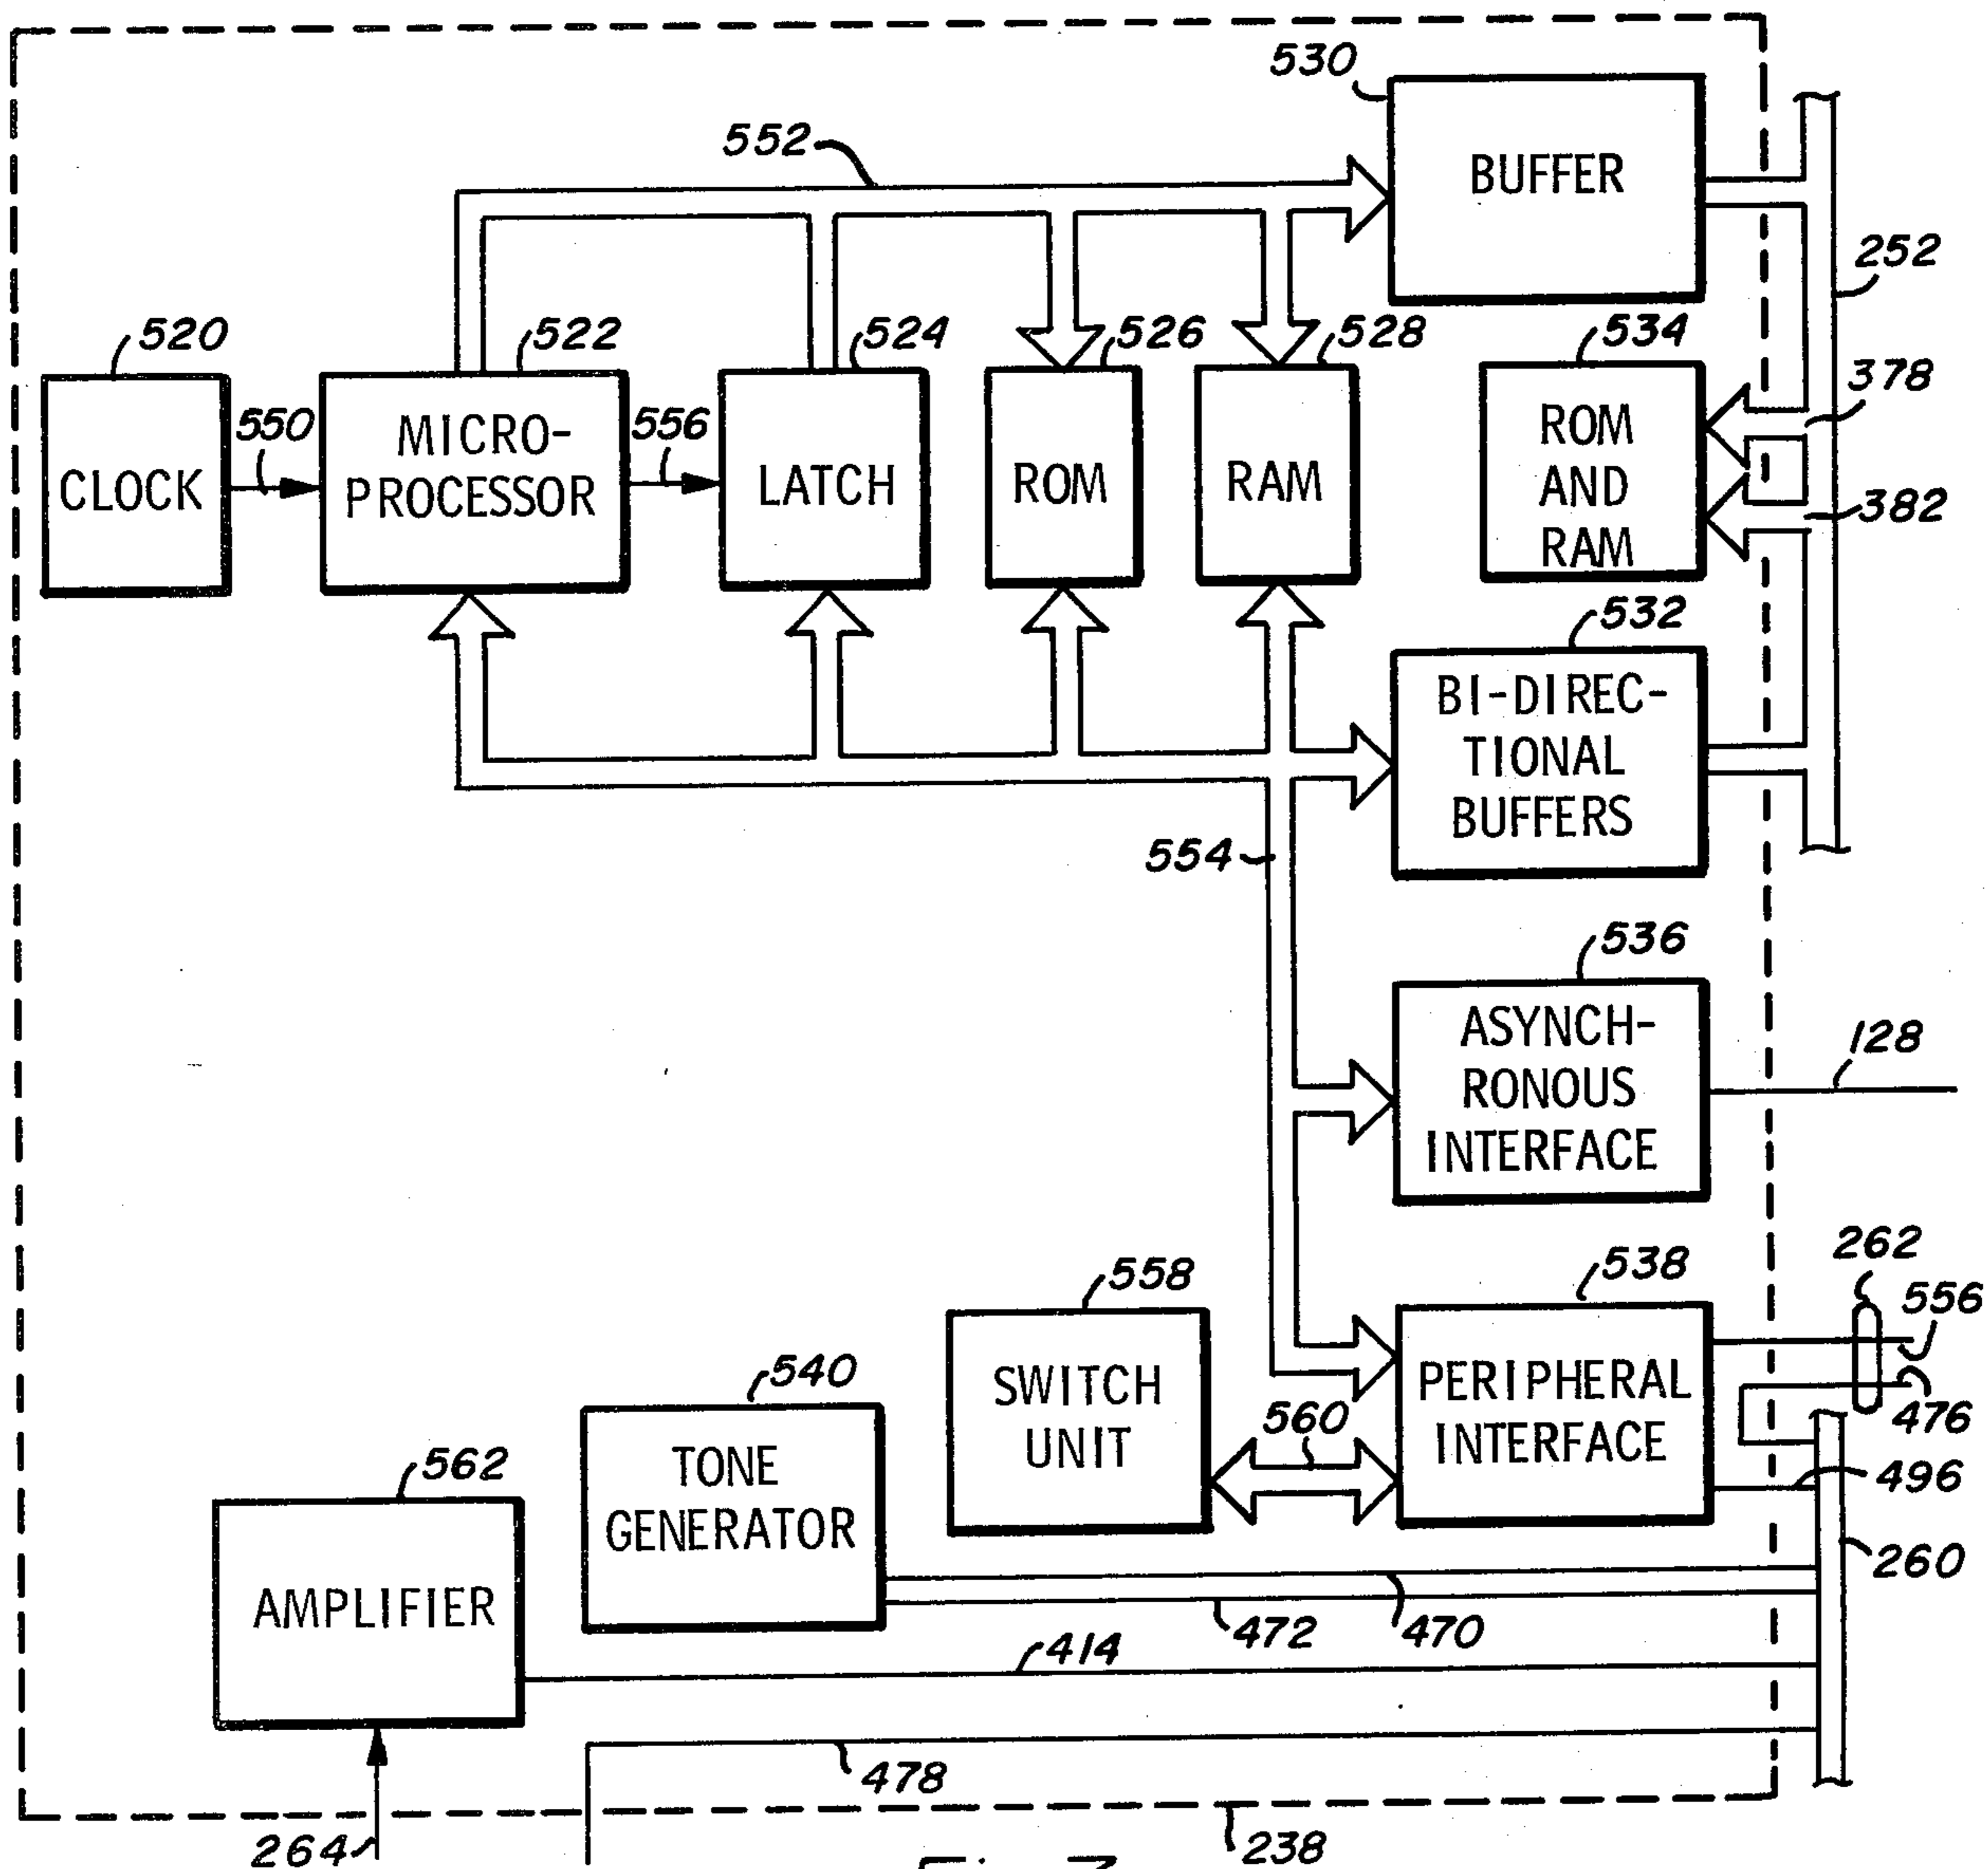 530
552
BUFFER
252
520
522
524
526
528
534
378
550
556
MICRO-
PROCESSOR
CLOCK
LATCH
ROM
RAM
ROM
AND
RAM
382
532
BI-DIREC-
TIONAL
BUFFERS
554
536
ASYNCH-
RONOUS
INTERFACE
128
262
538
558
556
540
SWITCH
UNIT
PERIPHERAL
INTERFACE
560
476
562
TONE
GENERATOR
496
260
AMPLIFIER
472
470
414
478
264
238